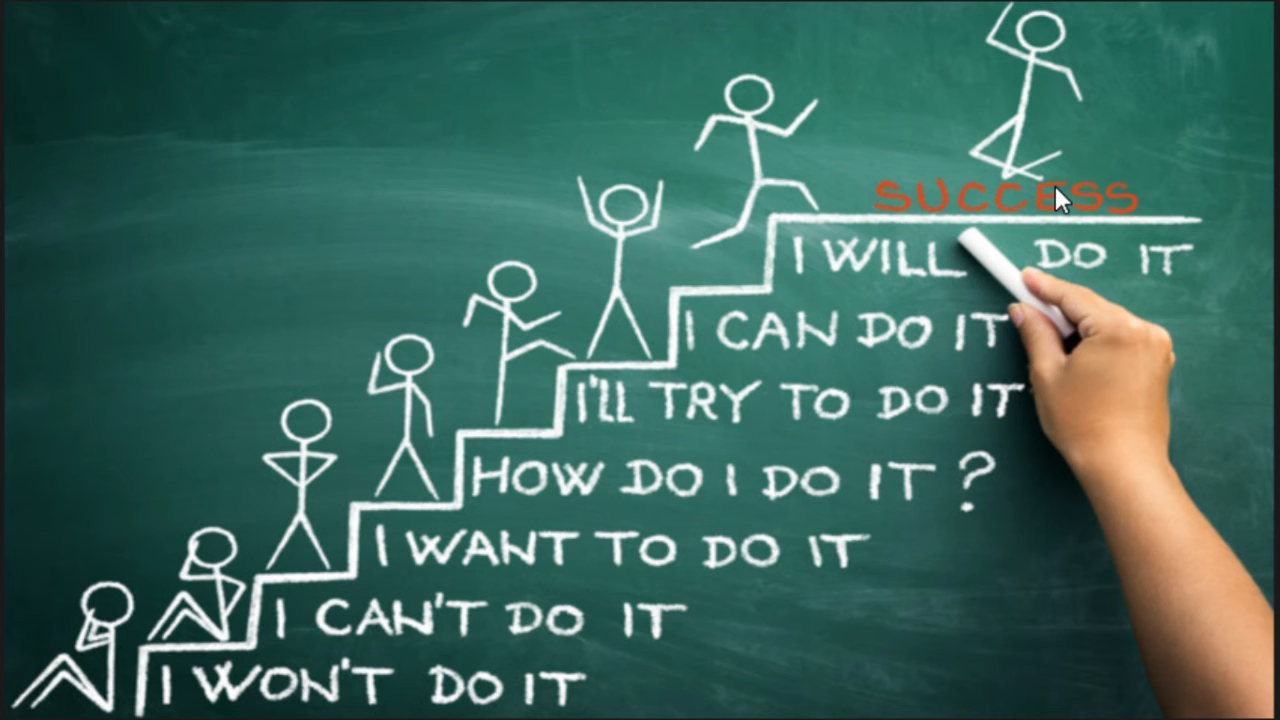 SUCCESS
I WILL DO IT
I CAN DO IT
I'LL TRY TO DO IT
HOW DO I DO IT ?
I WANT TO DO IT
I CAN'T DO IT
I WON'T DO IT